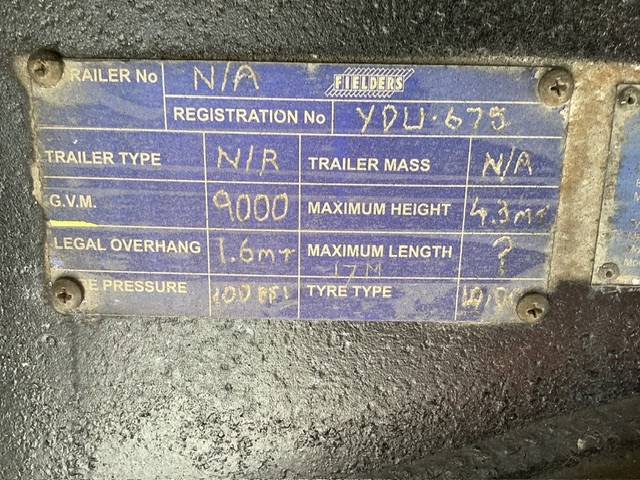 TRAILER No N/A FIELDERS
REGISTRATION No YDU·675
TRAILER TYPE N/R TRAILER MASS N/A
G.V.M. 9000 MAXIMUM HEIGHT 4.3mT
LEGAL OVERHANG 1.6mT MAXIMUM LENGTH ?
17M
PRESSURE 100 PSI TYRE TYPE